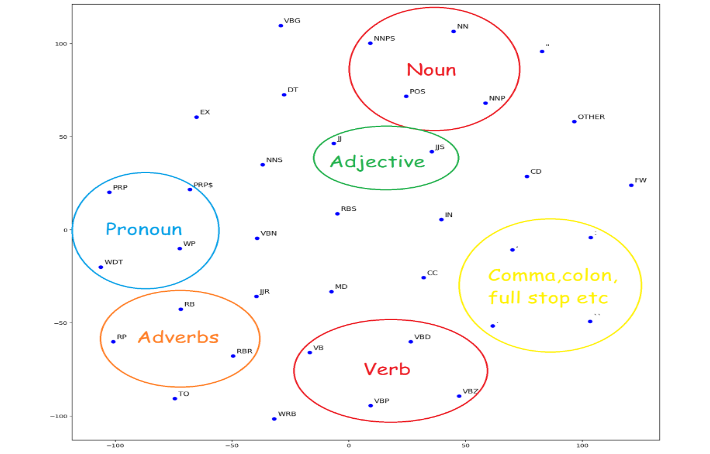 VBG
NN
NNPS
"
100
Noun
DT
POS
NNP
EX
OTHER
50
JJ
JJS
Adjective
NNS
CD
FW
PRP
PRP$
RBS
IN
0
Pronoun
VBN
:
,
WP
WDT
CC
Comma,colon,
full stop etc
MD
JJR
RB
−50
.
RP
Adverbs
VBD
VB
RBR
Verb
TO
VBP
VBZ
WRB
−100
−100
−50
0
50
100